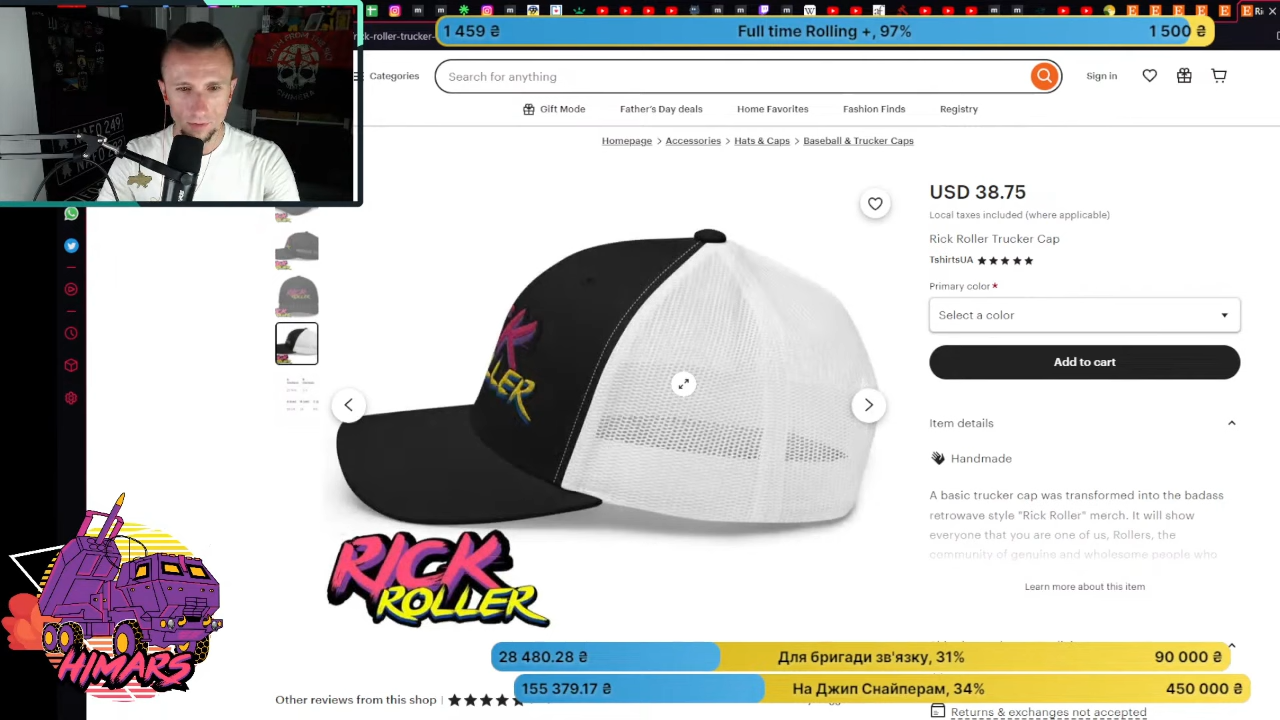 1 459 ₴ Full time Rolling +, 97% 1 500 ₴
rick-roller-trucker-
Categories
Search for anything
Sign in
Gift Mode
Father's Day deals
Home Favorites
Fashion Finds
Registry
Homepage > Accessories > Hats & Caps > Baseball & Trucker Caps
USD 38.75
Local taxes included (where applicable)
Rick Roller Trucker Cap
TshirtsUA ★★★★★
Primary color *
Select a color
Add to cart
Item details
Handmade
A basic trucker cap was transformed into the badass
retrowave style "Rick Roller" merch. It will show
everyone that you are one of us, Rollers, the
community of genuine and wholesome people who
Learn more about this item
RICK
ROLLER
HIMARS
28 480.28 ₴ Для бригади зв'язку, 31% 90 000 ₴
155 379.17 ₴ На Джип Снайперам, 34% 450 000 ₴
Other reviews from this shop
Returns & exchanges not accepted